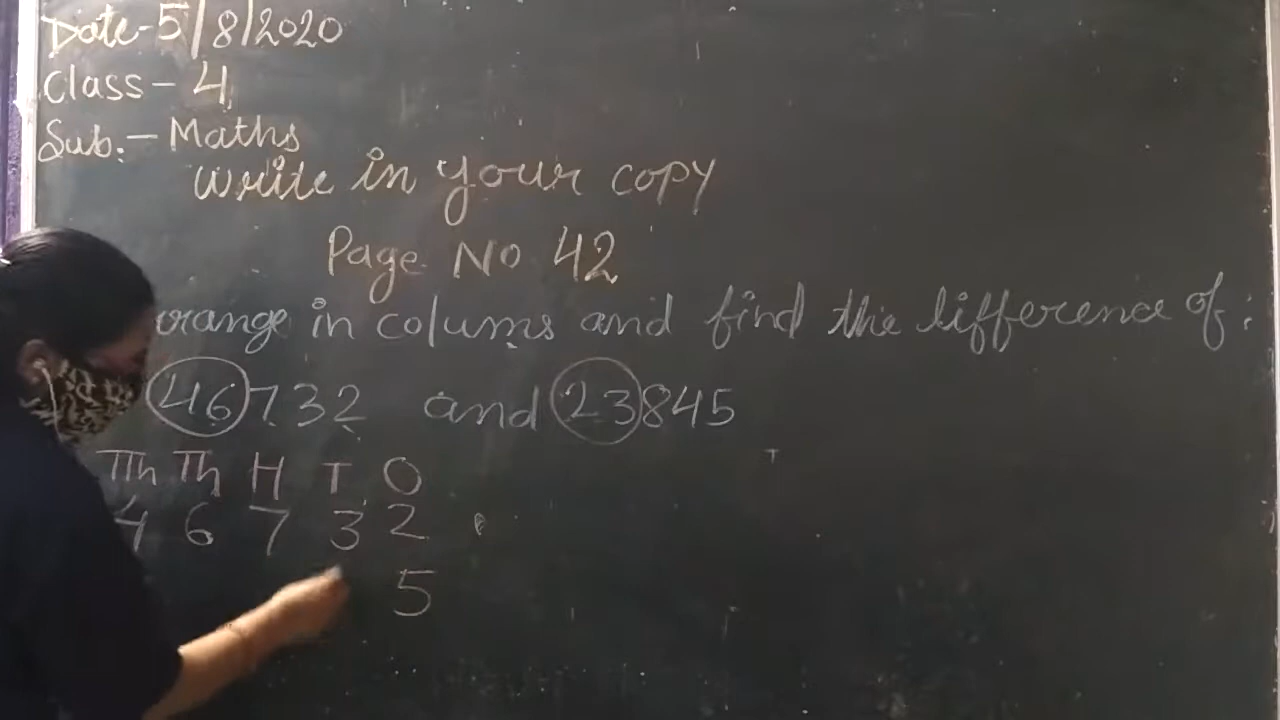 Date-5/8/2020
Class-4
Sub:-Maths
Write in your copy
Page No 42
range in colums and find the difference of:
46732 and 23845
TTh Th H T O
4 6 7 3 2
5